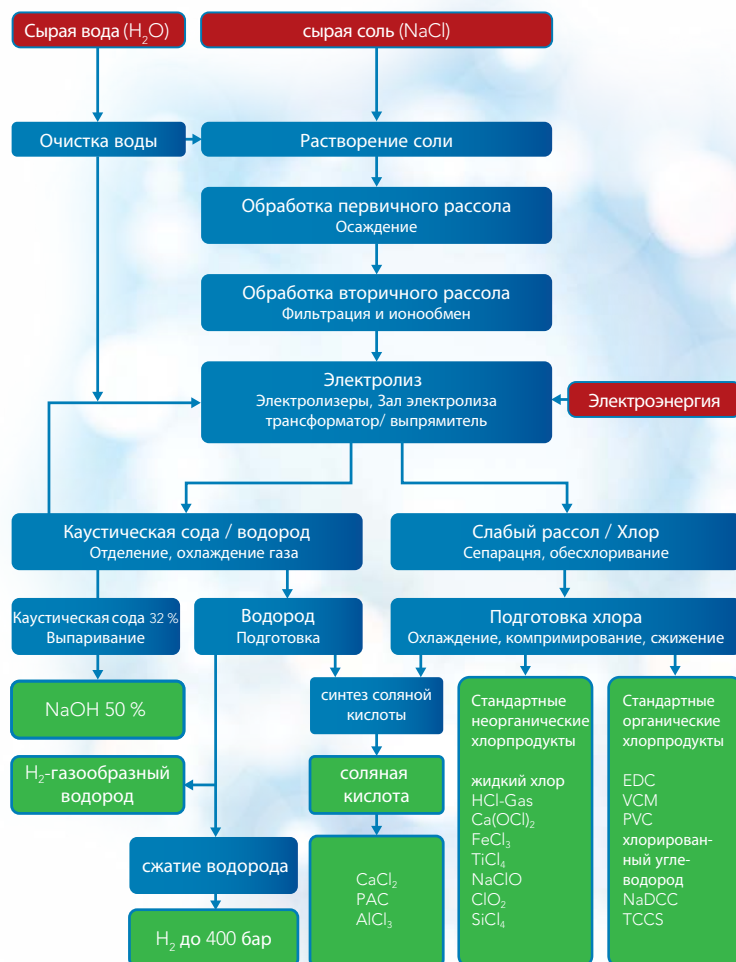 Сырая вода (H₂O)
сырая соль (NaCl)
Очистка воды
Растворение соли
Обработка первичного рассола
Осаждение
Обработка вторичного рассола
Фильтрация и ионообмен
Электролиз
Электролизеры, Зал электролиза
трансформатор/ выпрямитель
Электроэнергия
Каустическая сода / водород
Отделение, охлаждение газа
Слабый рассол / Хлор
Сепарацня, обесхлоривание
Каустическая сода 32 %
Выпаривание
Водород
Подготовка
Подготовка хлора
Охлаждение, компримирование, сжижение
NaOH 50 %
H₂-газообразный
водород
синтез соляной
кислоты
соляная
кислота
сжатие водорода
H₂ до 400 бар
CaCl₂
PAC
AlCl₃
Стандартные
неорганические
хлорпродукты
жидкий хлор
HCl-Gas
Ca(OCl)₂
FeCl₃
TiCl₄
NaClO
ClO₂
SiCl₄
Стандартные
органические
хлорпродукты
EDC
VCM
PVC
хлорирован-
ный угле-
водород
NaDCC
TCCS